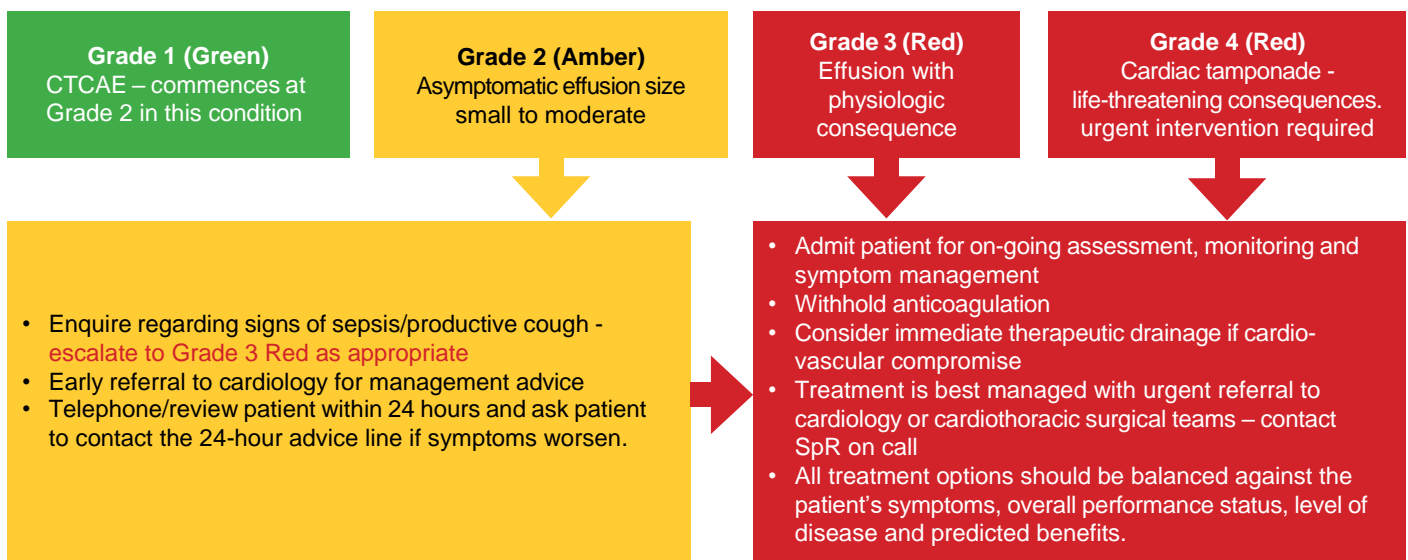 Grade 1 (Green)
CTCAE – commences at
Grade 2 in this condition
Grade 2 (Amber)
Asymptomatic effusion size
small to moderate
Grade 3 (Red)
Effusion with
physiologic
consequence
Grade 4 (Red)
Cardiac tamponade -
life-threatening consequences.
urgent intervention required
• Enquire regarding signs of sepsis/productive cough -
escalate to Grade 3 Red as appropriate
• Early referral to cardiology for management advice
• Telephone/review patient within 24 hours and ask patient
to contact the 24-hour advice line if symptoms worsen.
• Admit patient for on-going assessment, monitoring and
symptom management
• Withhold anticoagulation
• Consider immediate therapeutic drainage if cardio-
vascular compromise
• Treatment is best managed with urgent referral to
cardiology or cardiothoracic surgical teams – contact
SpR on call
• All treatment options should be balanced against the
patient's symptoms, overall performance status, level of
disease and predicted benefits.